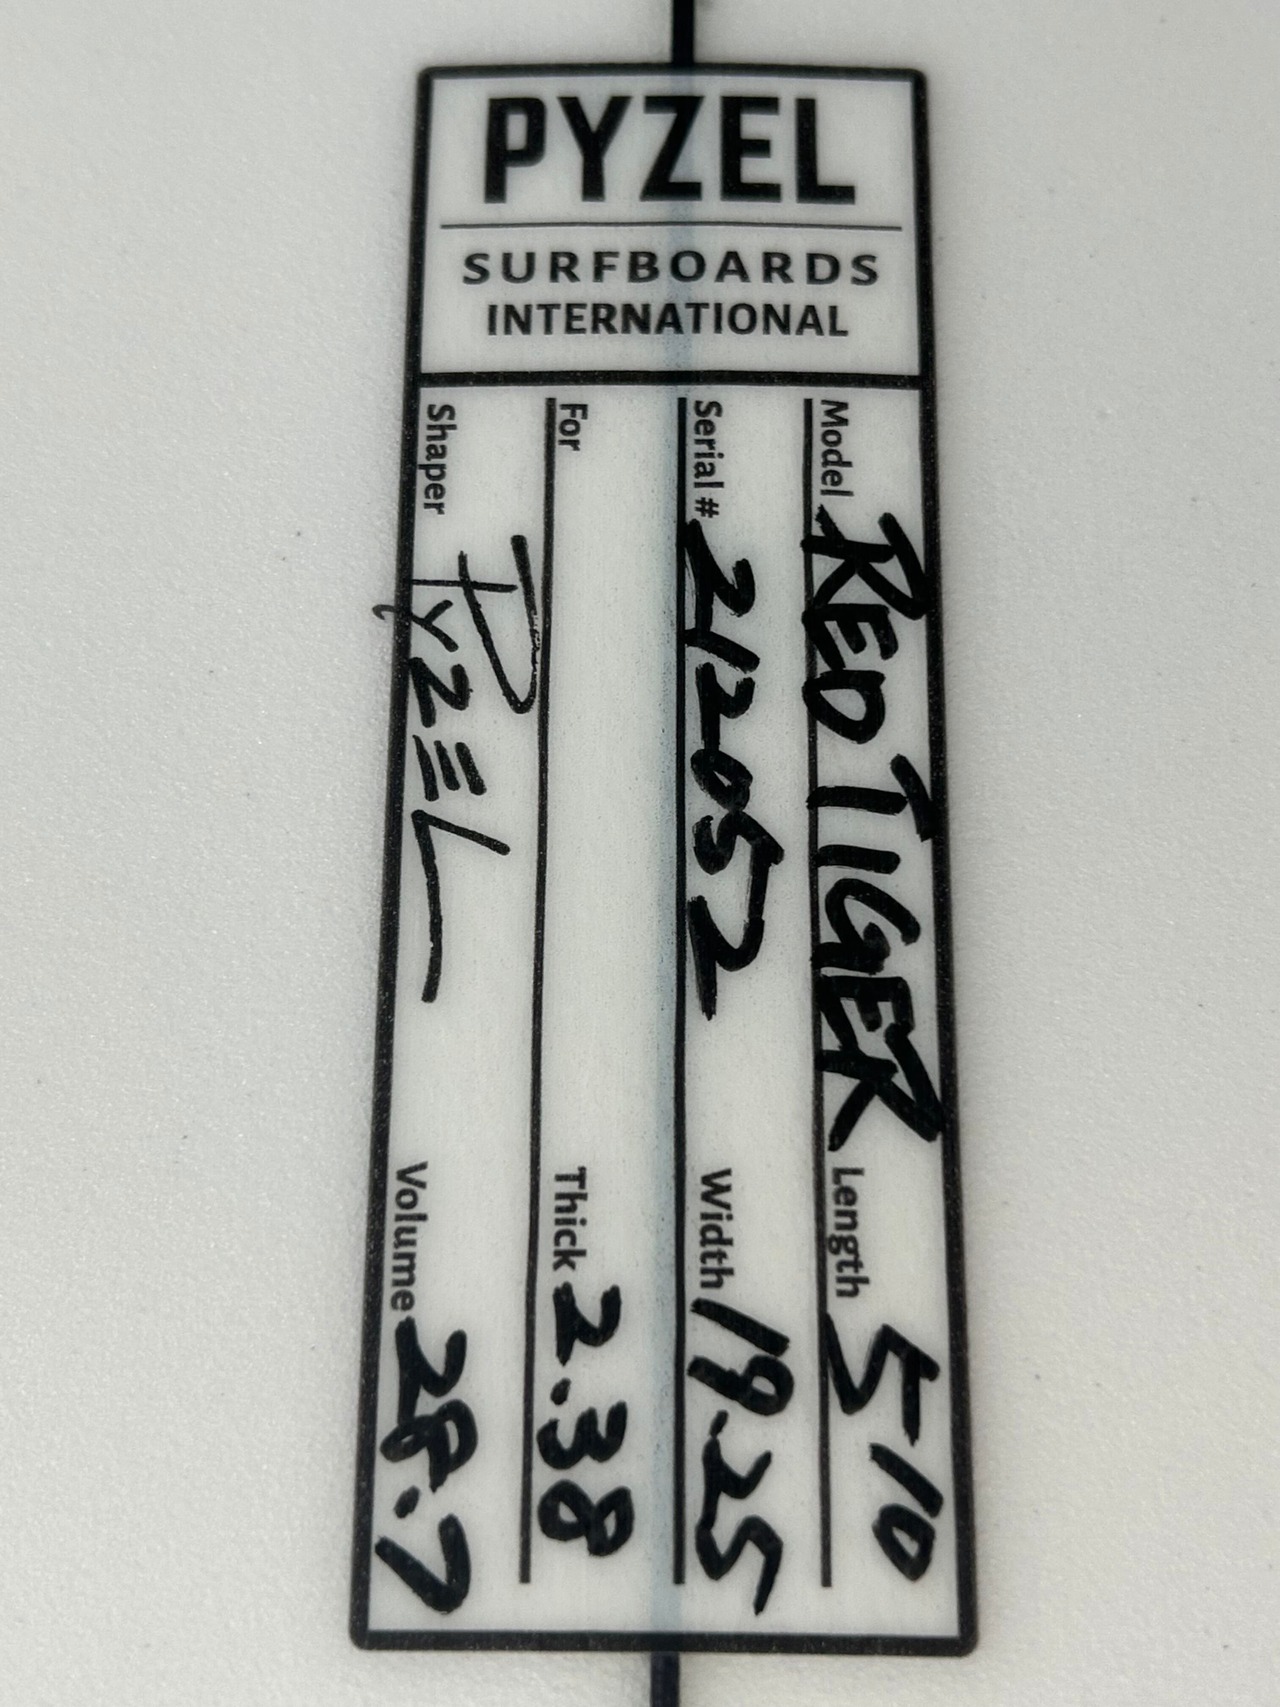 PYZEL
SURFBOARDS
INTERNATIONAL
Model RED TIGER Length 5-10
Serial # 212052 Width 19.25
For Thick 2.38
Shaper PYZEL Volume 28.7